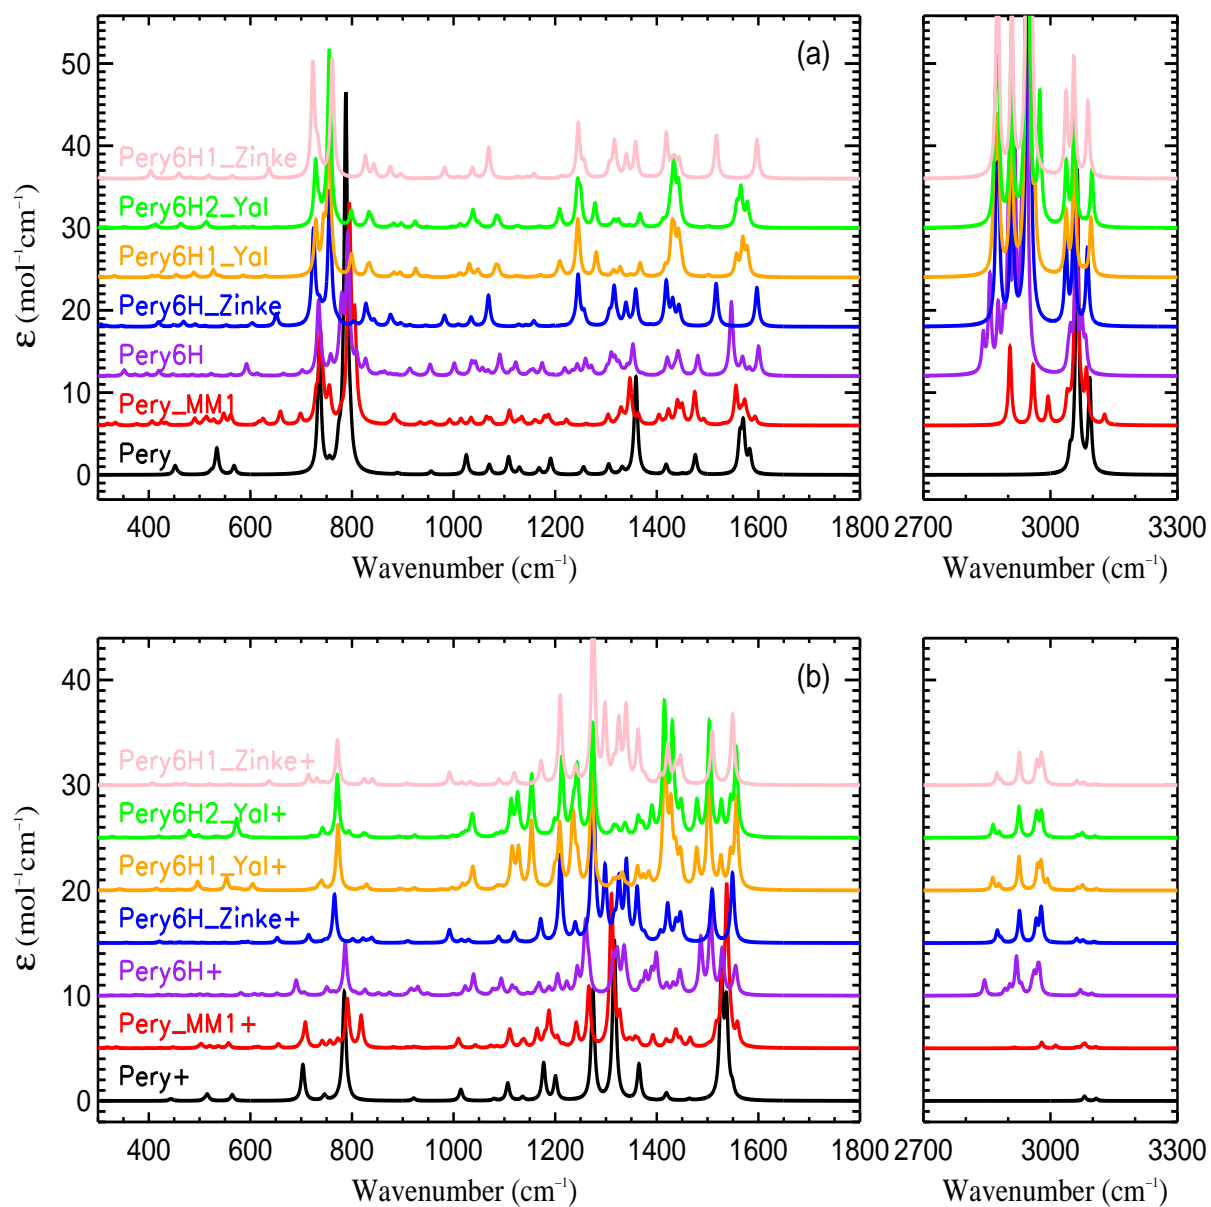 (a)
50
40
30
20
10
0
ε (mol⁻¹cm⁻¹)
Pery6H1_Zinke
Pery6H2_Yal
Pery6H1_Yal
Pery6H_Zinke
Pery6H
Pery_MM1
Pery
400 600 800 1000 1200 1400 1600 1800 2700 3000 3300
Wavenumber (cm⁻¹) Wavenumber (cm⁻¹)
(b)
40
30
20
10
0
ε (mol⁻¹cm⁻¹)
Pery6H1_Zinke+
Pery6H2_Yal+
Pery6H1_Yal+
Pery6H_Zinke+
Pery6H+
Pery_MM1+
Pery+
400 600 800 1000 1200 1400 1600 1800 2700 3000 3300
Wavenumber (cm⁻¹) Wavenumber (cm⁻¹)